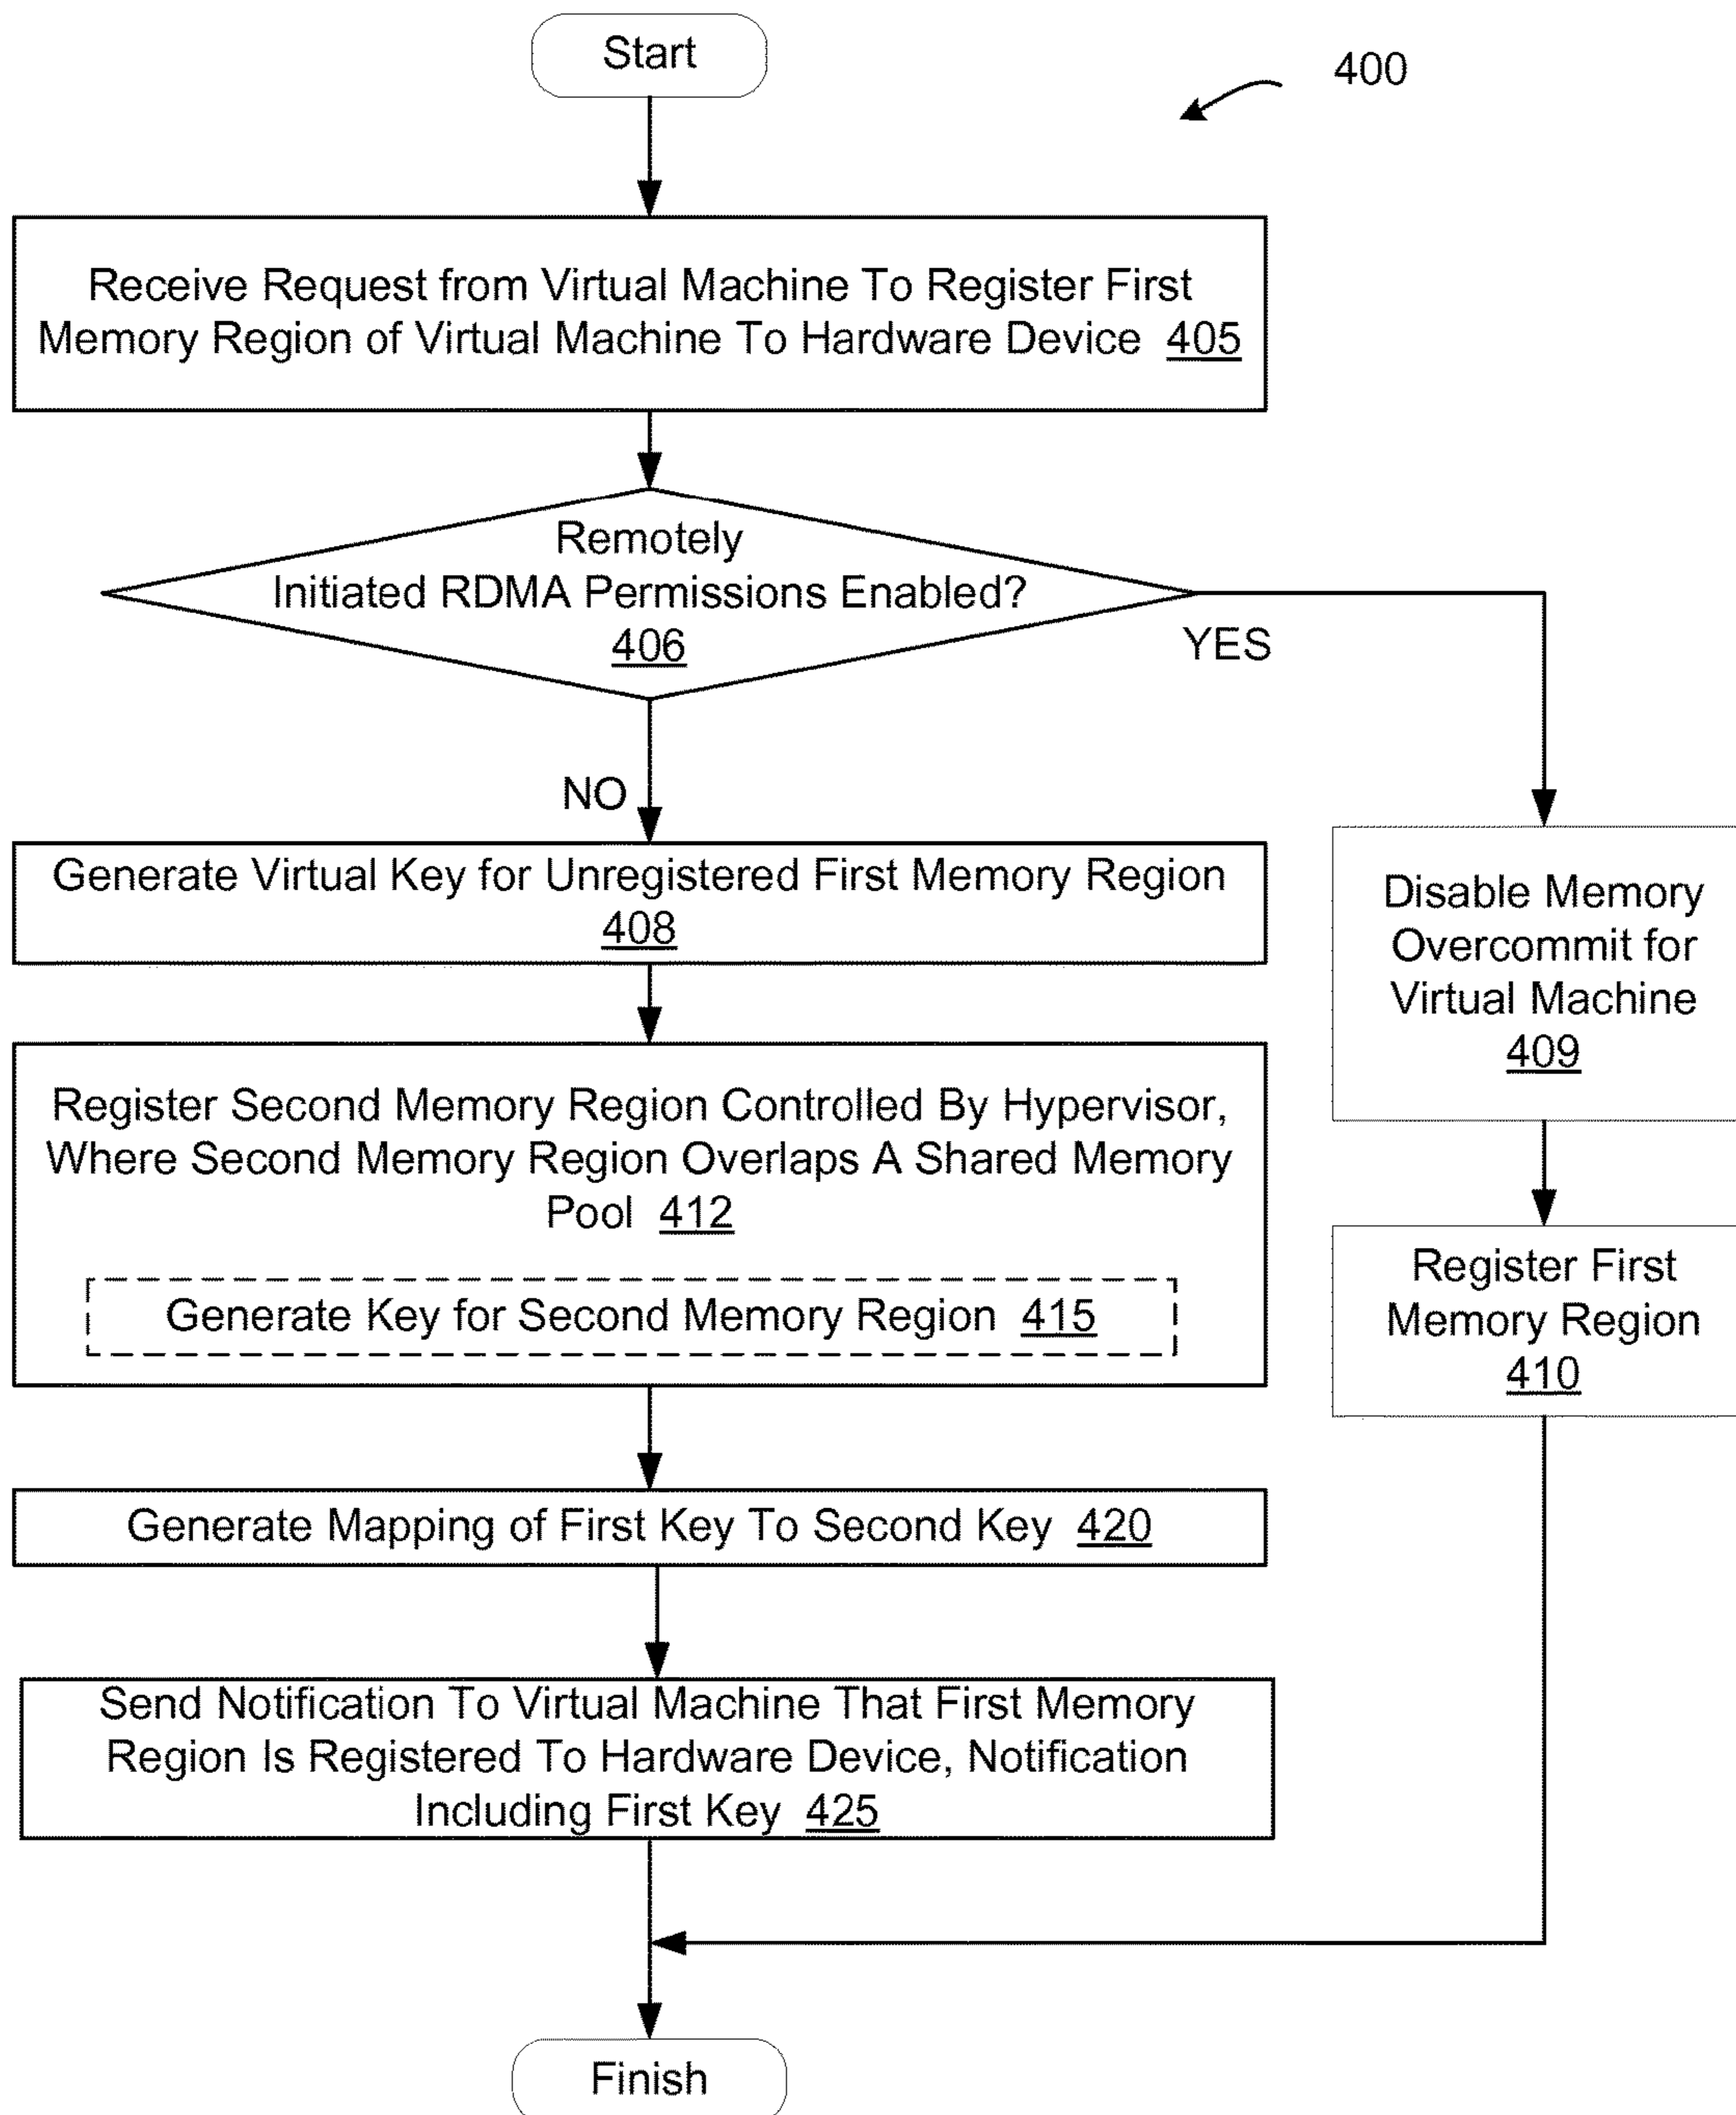 Start
400
Receive Request from Virtual Machine To Register First
Memory Region of Virtual Machine To Hardware Device 405
Remotely
Initiated RDMA Permissions Enabled?
406
YES
NO
Generate Virtual Key for Unregistered First Memory Region
408
Disable Memory
Overcommit for
Virtual Machine
409
Register Second Memory Region Controlled By Hypervisor,
Where Second Memory Region Overlaps A Shared Memory
Pool 412
Generate Key for Second Memory Region 415
Register First
Memory Region
410
Generate Mapping of First Key To Second Key 420
Send Notification To Virtual Machine That First Memory
Region Is Registered To Hardware Device, Notification
Including First Key 425
Finish